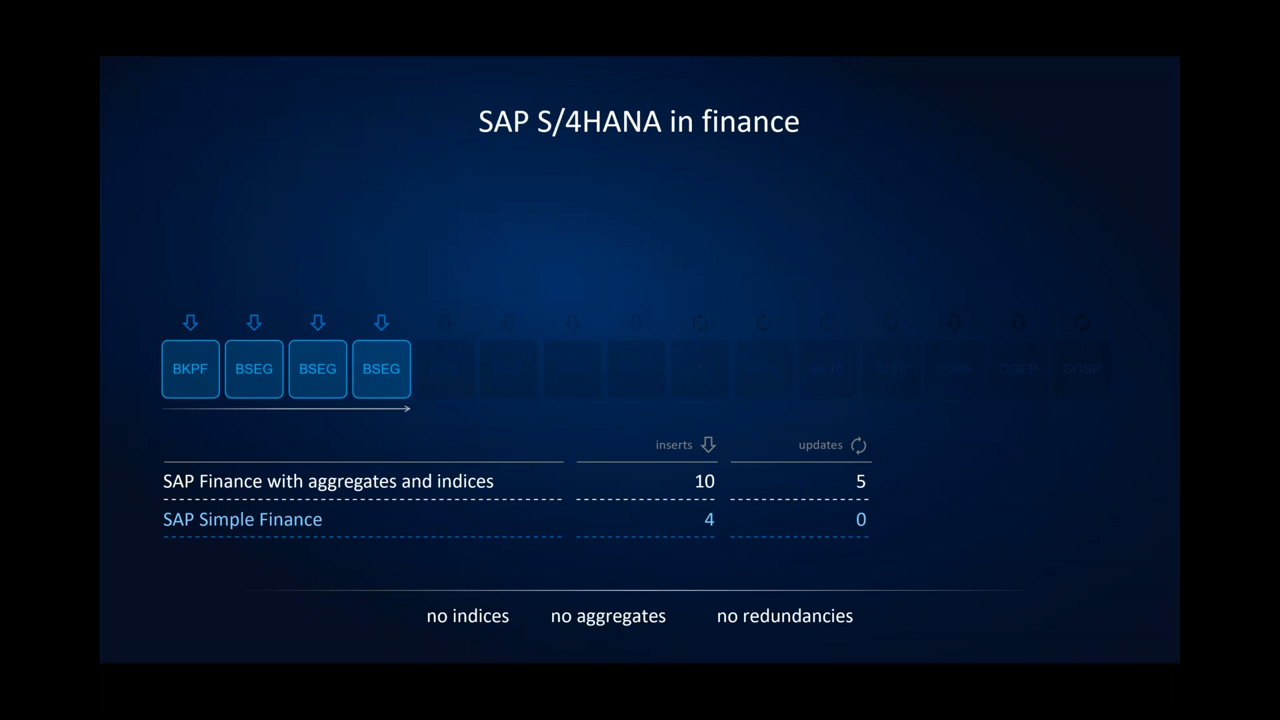 SAP S/4HANA in finance
BKPF BSEG BSEG BSEG COSP
inserts updates
SAP Finance with aggregates and indices 10 5
SAP Simple Finance 4 0
no indices no aggregates no redundancies